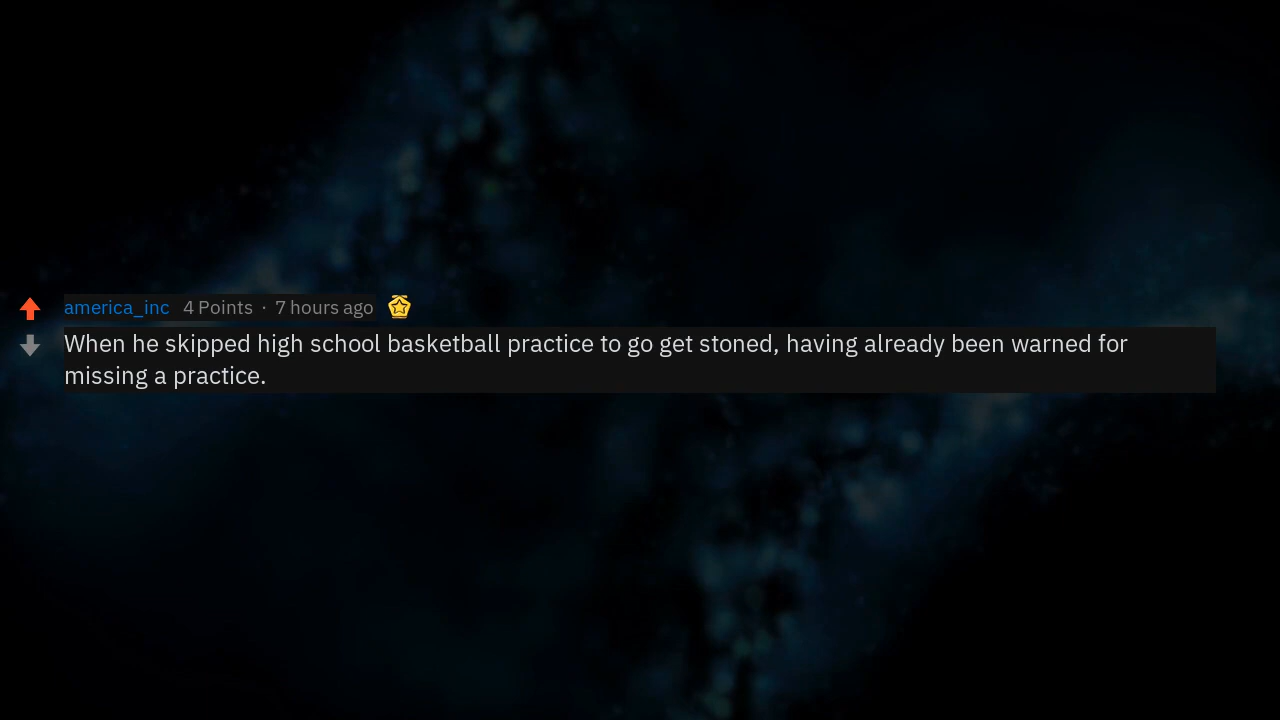 america_inc 4 Points · 7 hours ago
When he skipped high school basketball practice to go get stoned, having already been warned for
missing a practice.